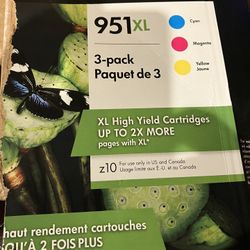 951XL
Cyan
Magenta
3-pack
Paquet de 3
Yellow
Jaune
XL High Yield Cartridges
UP TO 2X MORE
pages with XL*
z10 For use only in US and Canada
Usage limité aux É.-U. et au Canada
haut rendement cartouches
QU'À 2 FOIS PLUS